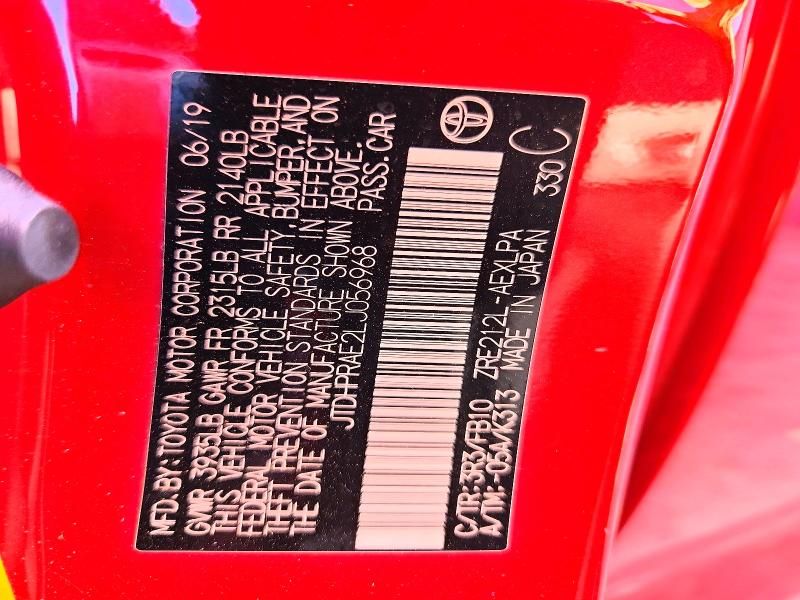 MFD.BY:TOYOTA MOTOR CORPORATION 06/19
GVWR 3935LB GAWR FR 2315LB RR 2140LB
THIS VEHICLE CONFORMS TO ALL APPLICABLE
FEDERAL MOTOR VEHICLE SAFETY, BUMPER, AND
THEFT PREVENTION STANDARDS IN EFFECT ON
THE DATE OF MANUFACTURE SHOWN ABOVE.
JTDHPRAE2LJ056968 PASS.CAR
C/TR:3R3/FB10 ZRE212L-AEXLPA
A/TM:-05A/K313 MADE IN JAPAN 330 C